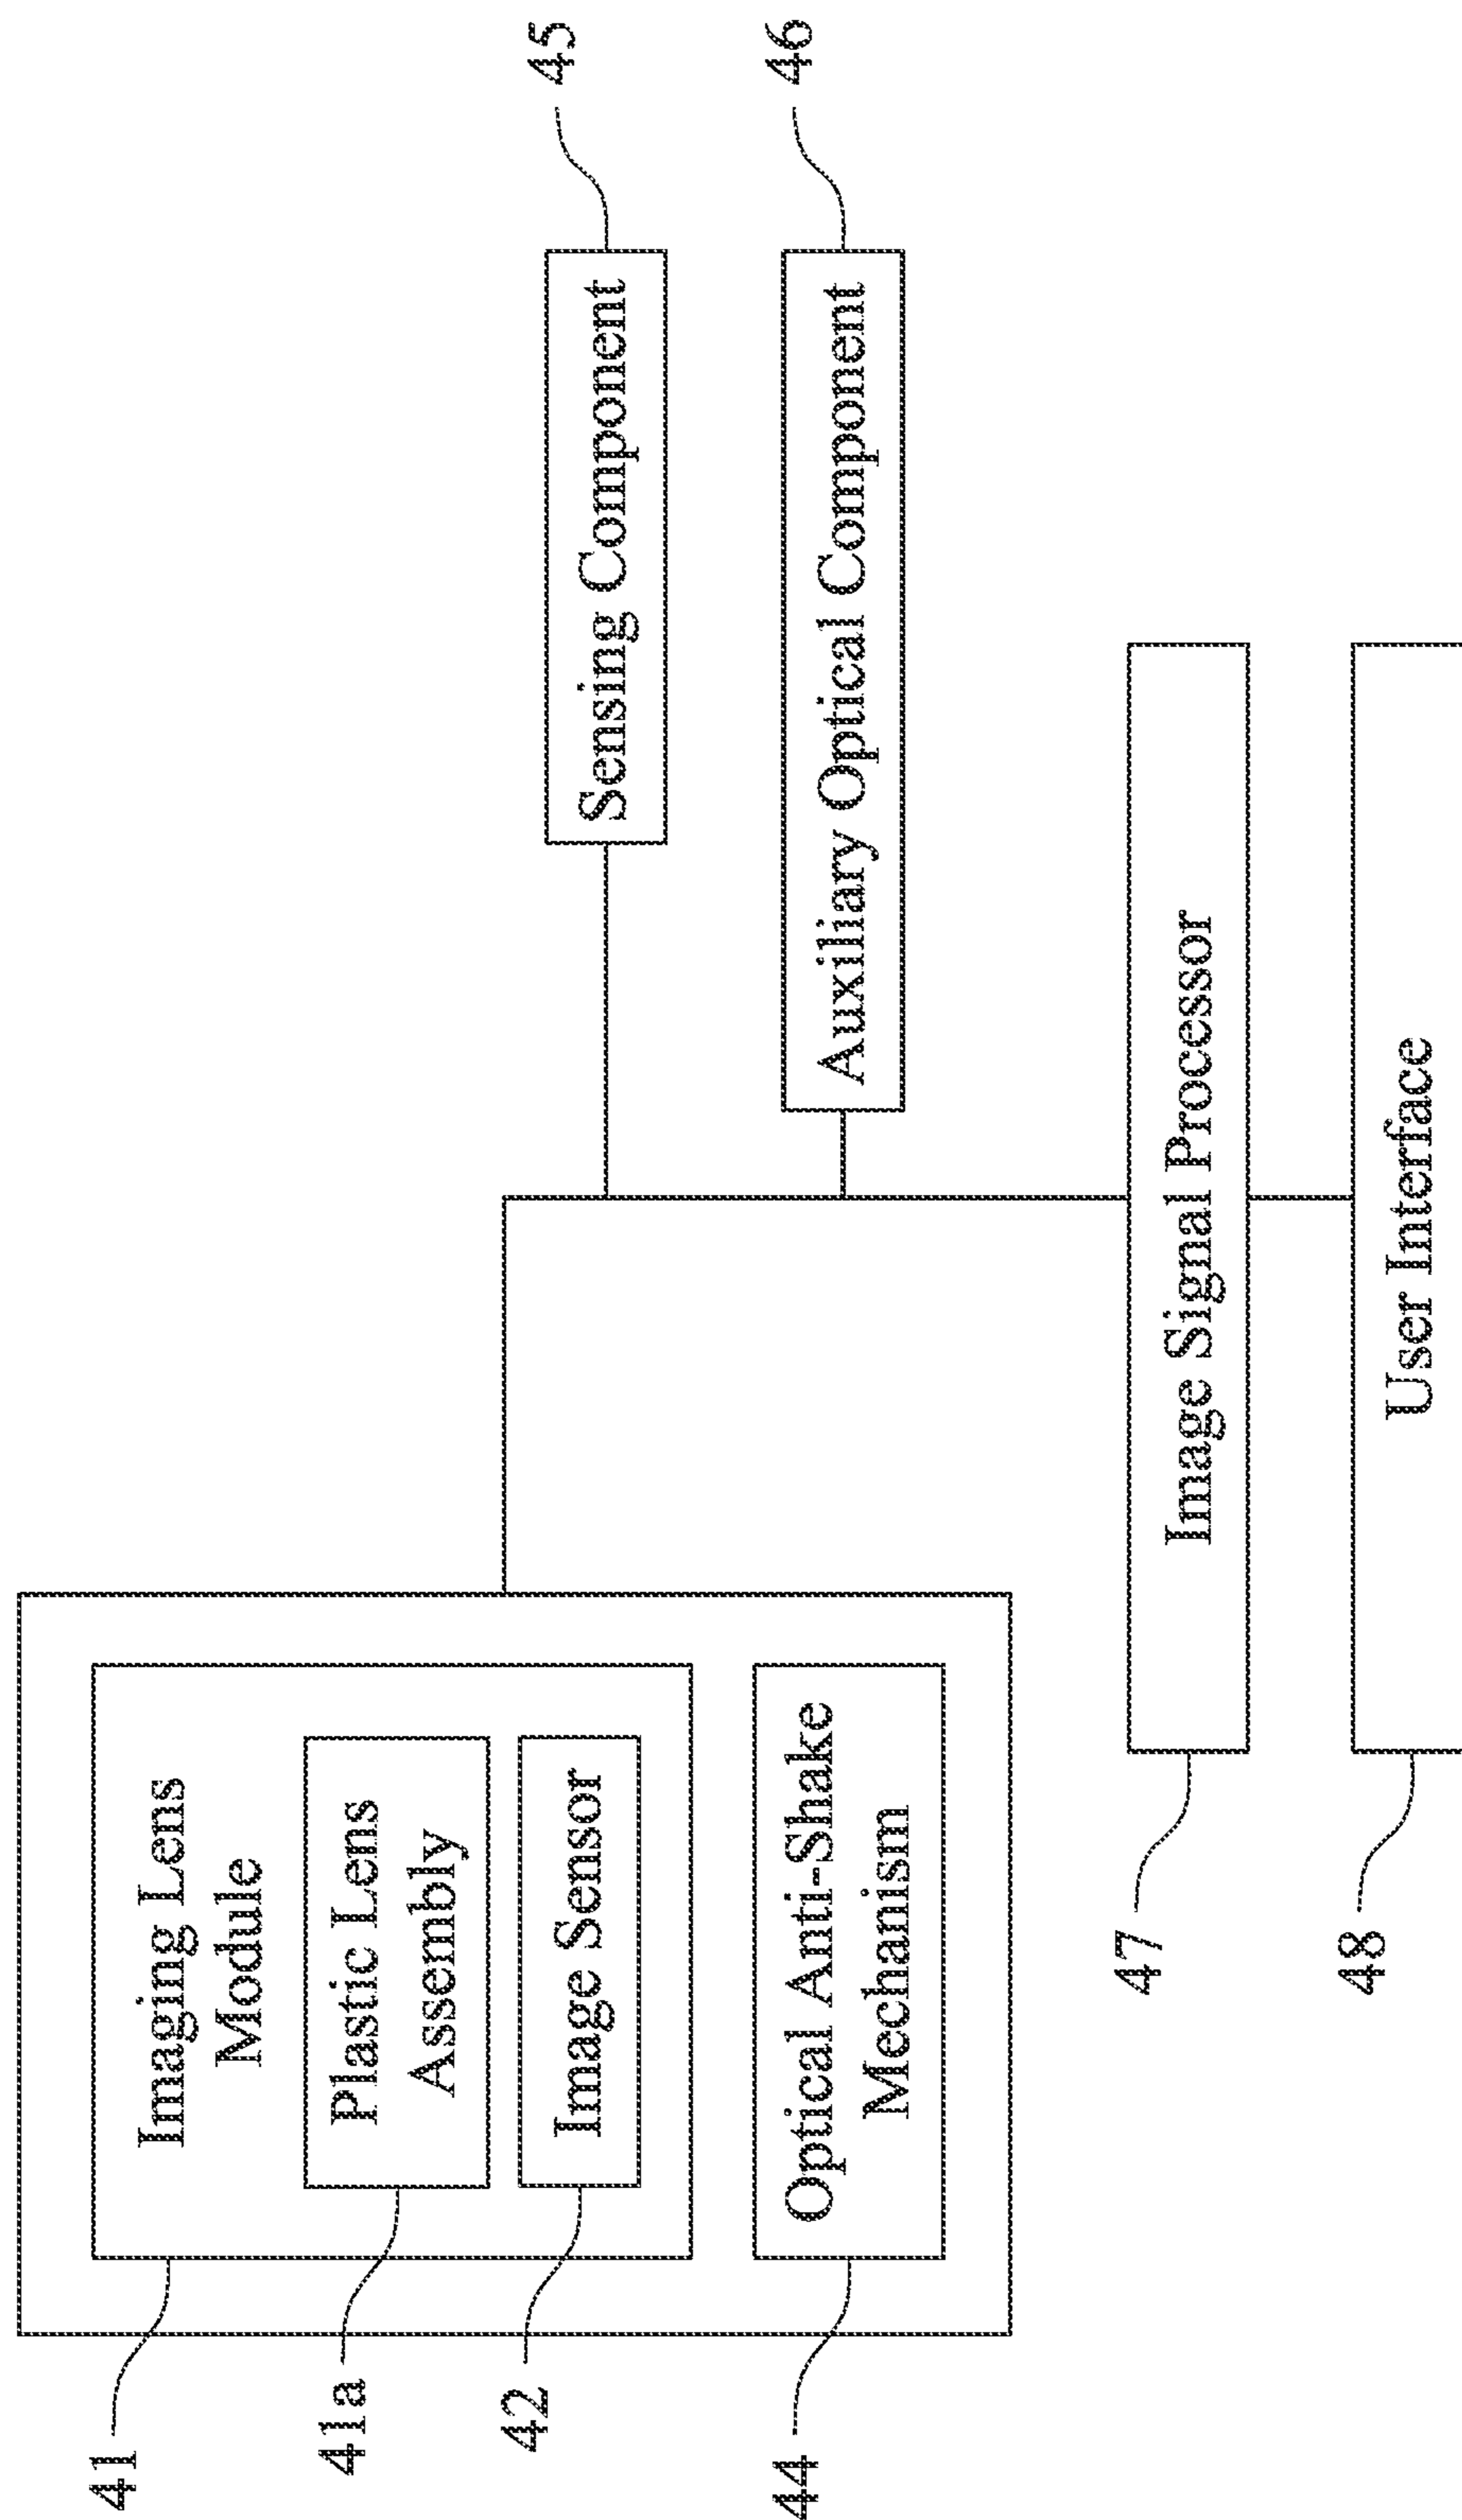 41
Imaging Lens
Module
41a
Plastic Lens
Assembly
42
Image Sensor
44
Optical Anti-Shake
Mechanism
Sensing Component
45
Auxiliary Optical Component
46
47
Image Signal Processor
48
User Interface